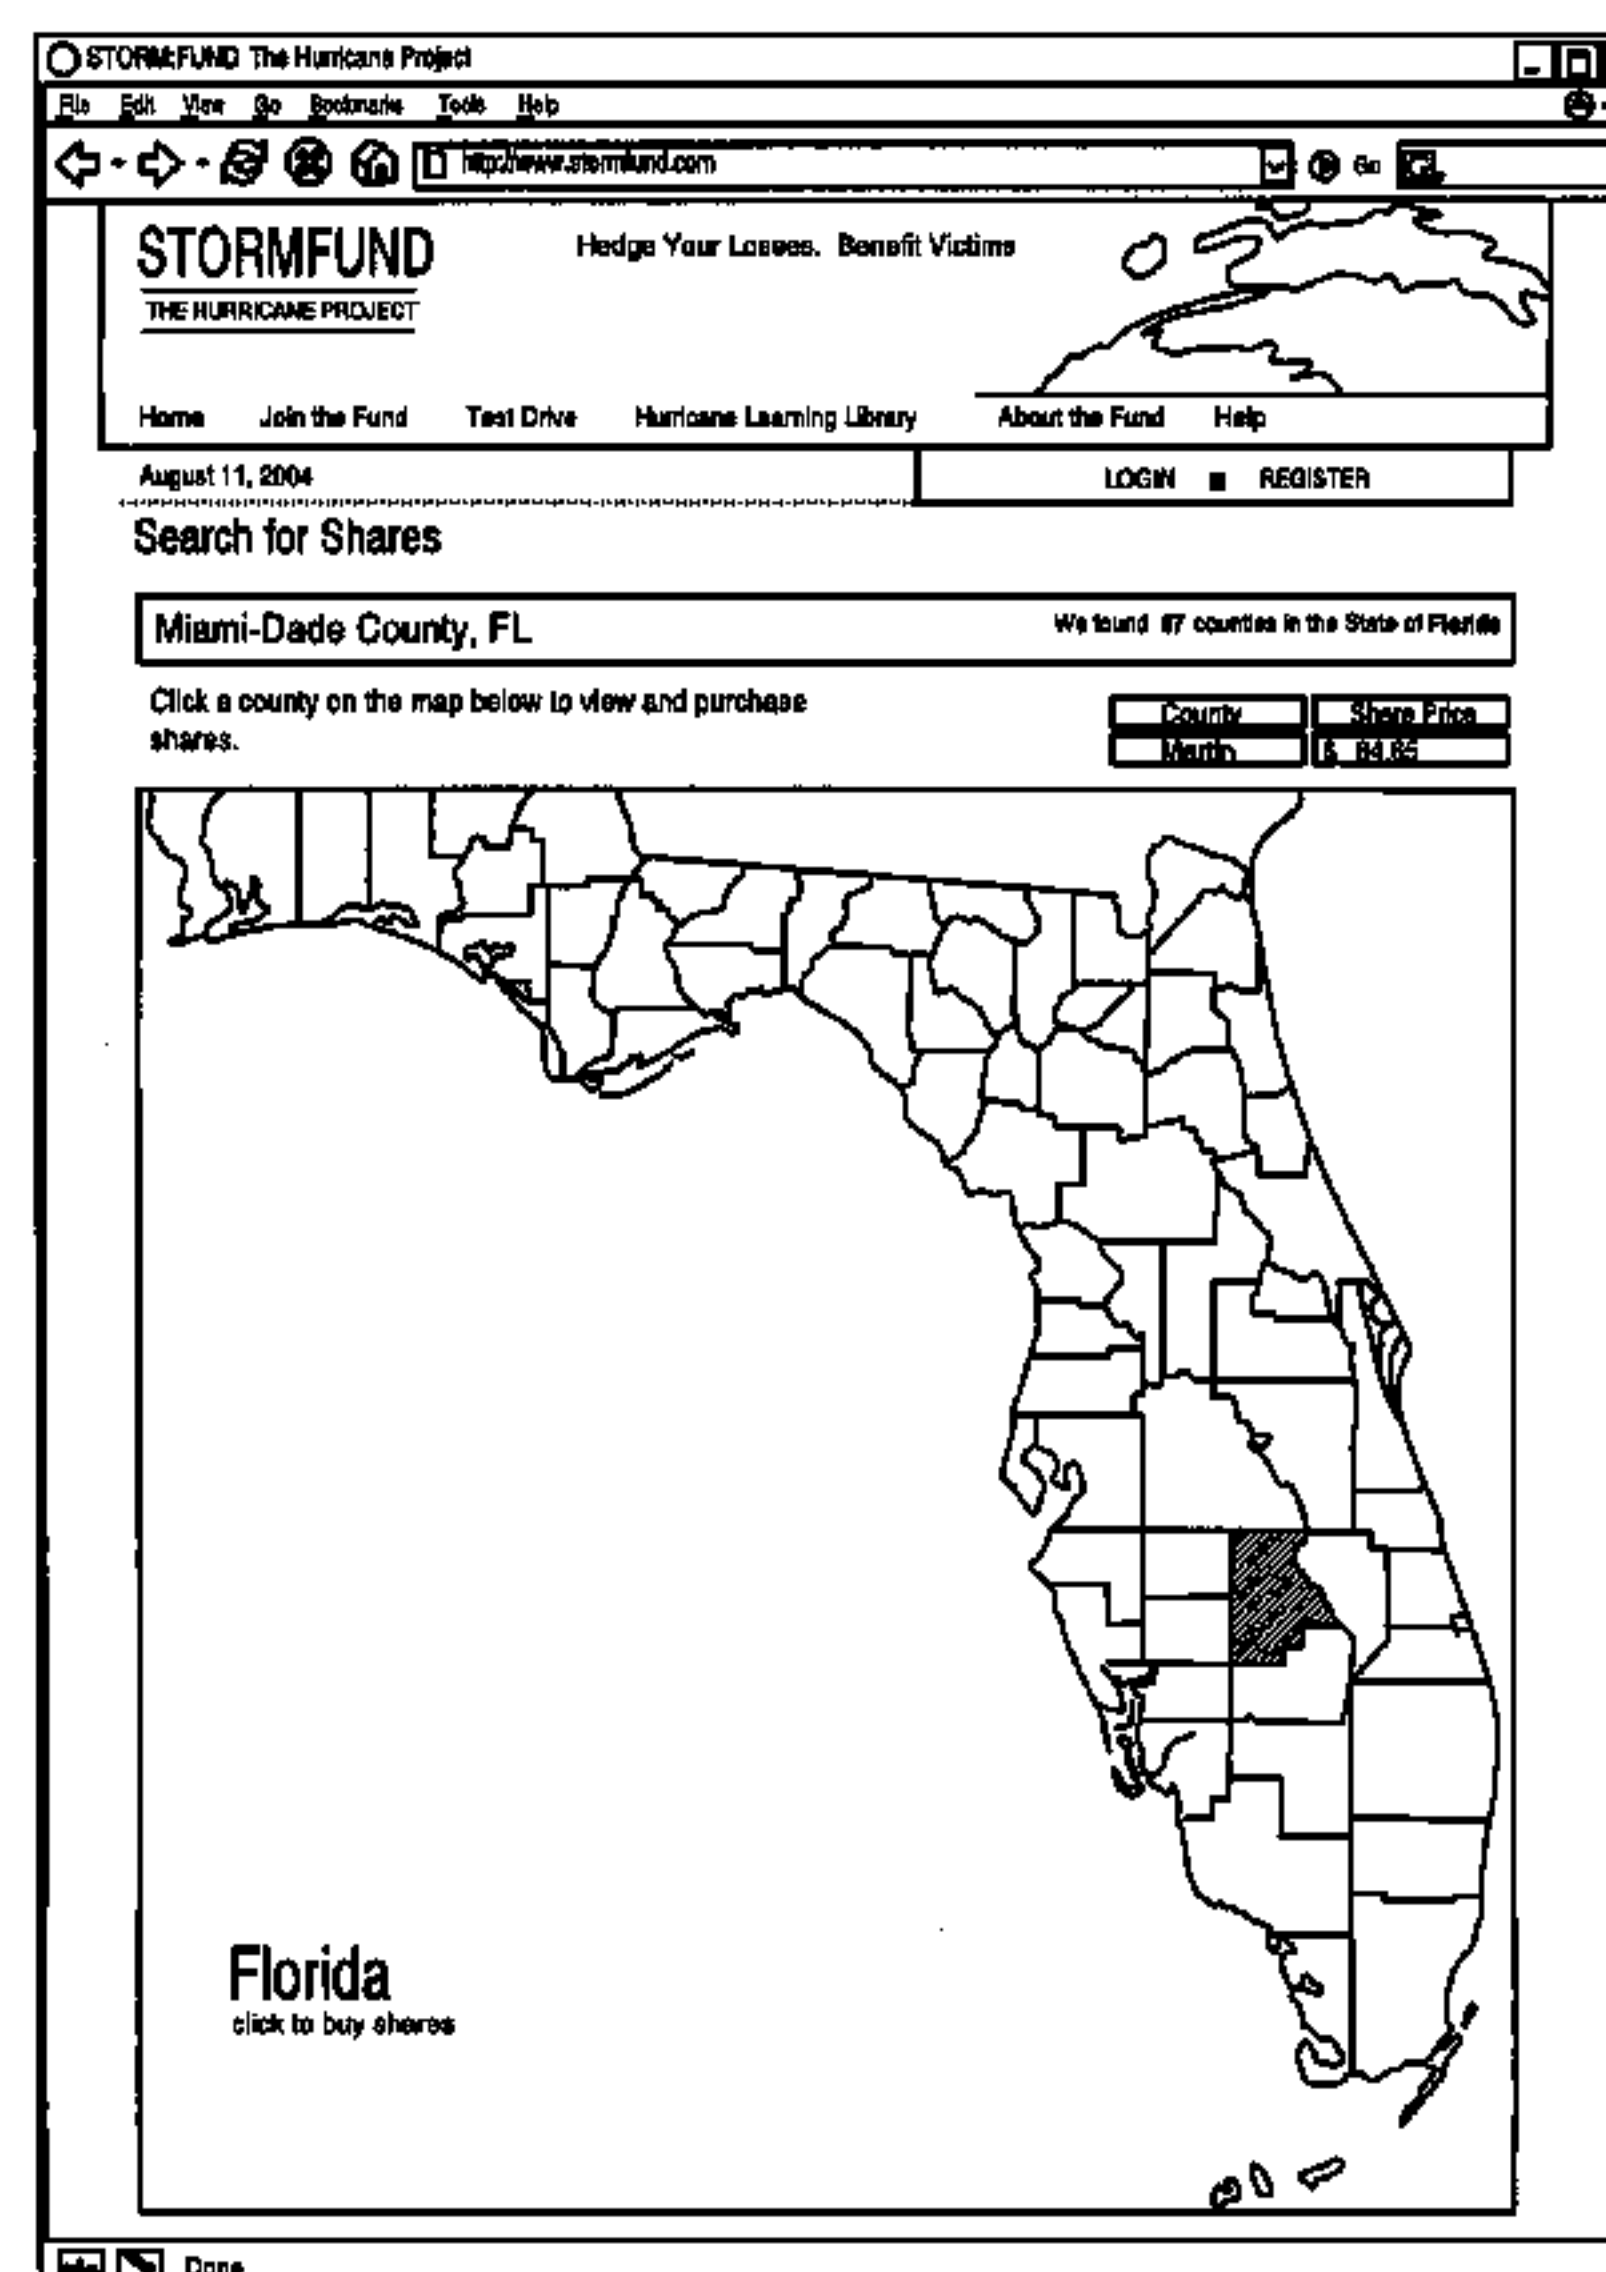 STORM:FUND The Hurricane Project
File Edit View Go Bookmarks Tools Help
http://www.stormfund.com Go
STORMFUND
Hedge Your Losses. Benefit Victims
THE HURRICANE PROJECT
Home Join the Fund Test Drive Hurricane Learning Library About the Fund Help
August 11, 2004
LOGIN ■ REGISTER
Search for Shares
Miami-Dade County, FL
We found 67 counties in the State of Florida
Click a county on the map below to view and purchase
shares.
County Share Price
Martin $
Florida
click to buy shares
Done